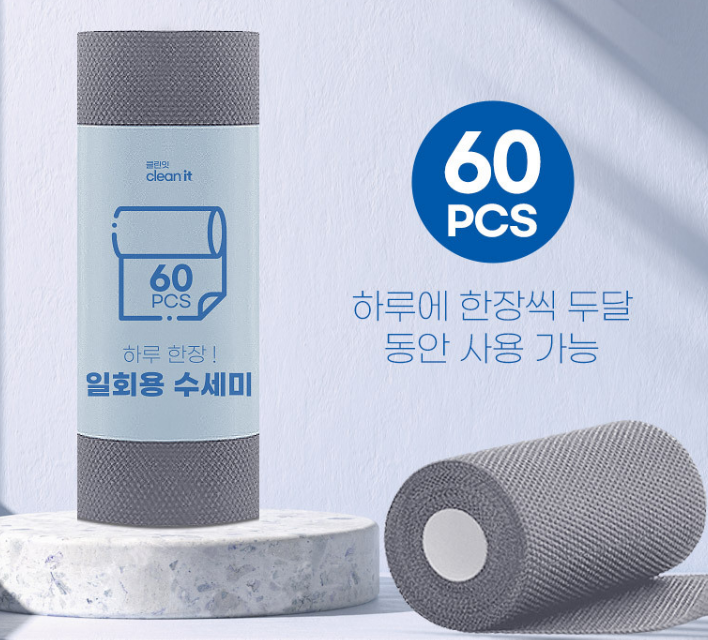 클린잇
clean it
60
PCS
하루 한장 !
일회용 수세미
60
PCS
하루에 한장씩 두달
동안 사용 가능